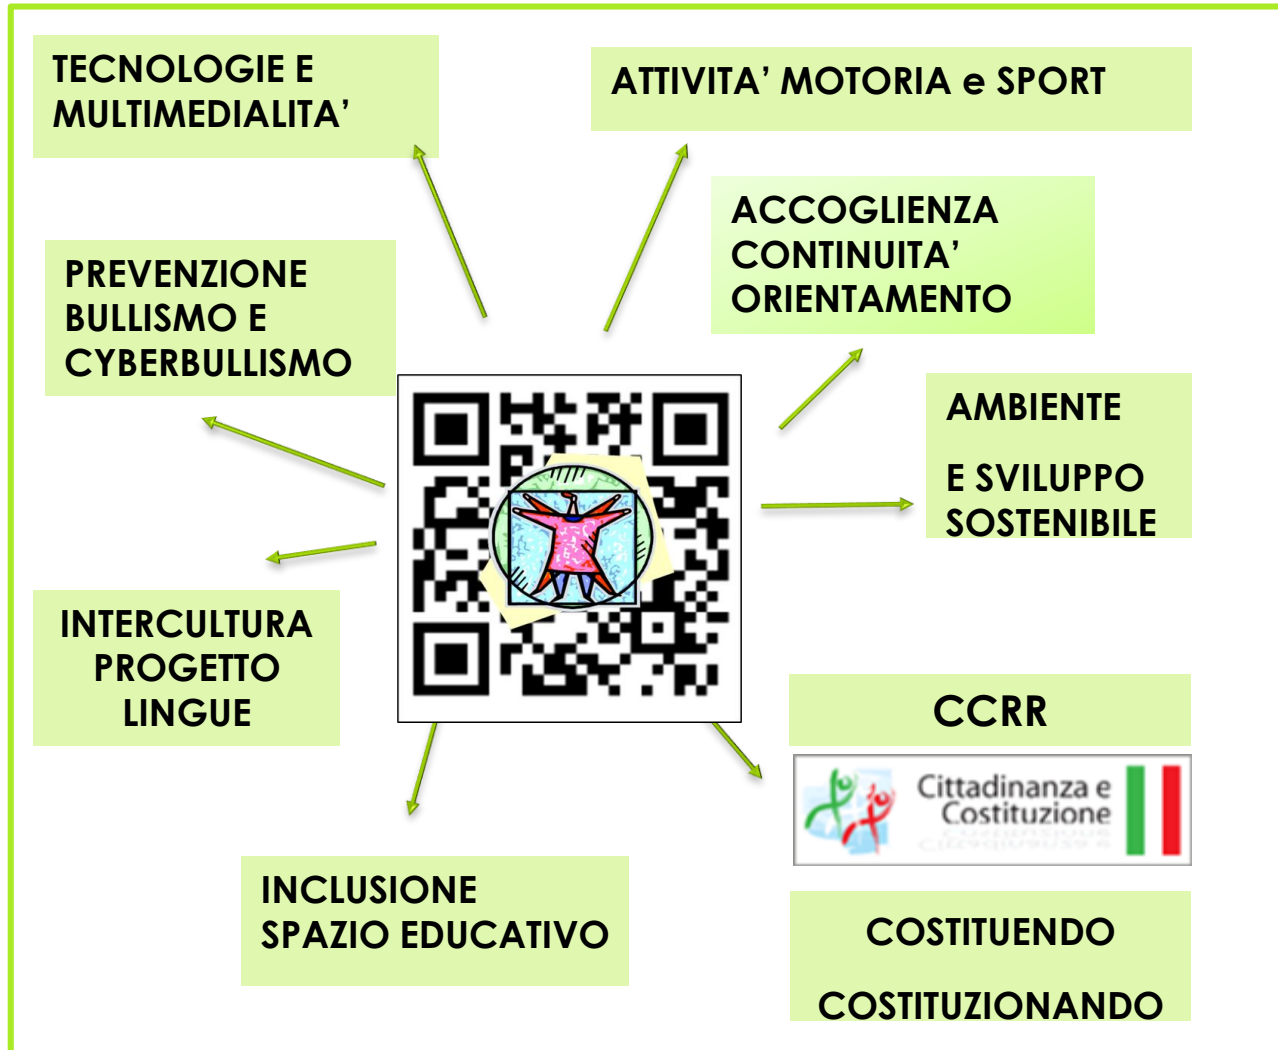 TECNOLOGIE E
MULTIMEDIALITA’
ATTIVITA’ MOTORIA e SPORT
ACCOGLIENZA
CONTINUITA’
ORIENTAMENTO
PREVENZIONE
BULLISMO E
CYBERBULLISMO
AMBIENTE
E SVILUPPO
SOSTENIBILE
INTERCULTURA
PROGETTO
LINGUE
CCRR
Cittadinanza e
Costituzione
INCLUSIONE
SPAZIO EDUCATIVO
COSTITUENDO
COSTITUZIONANDO